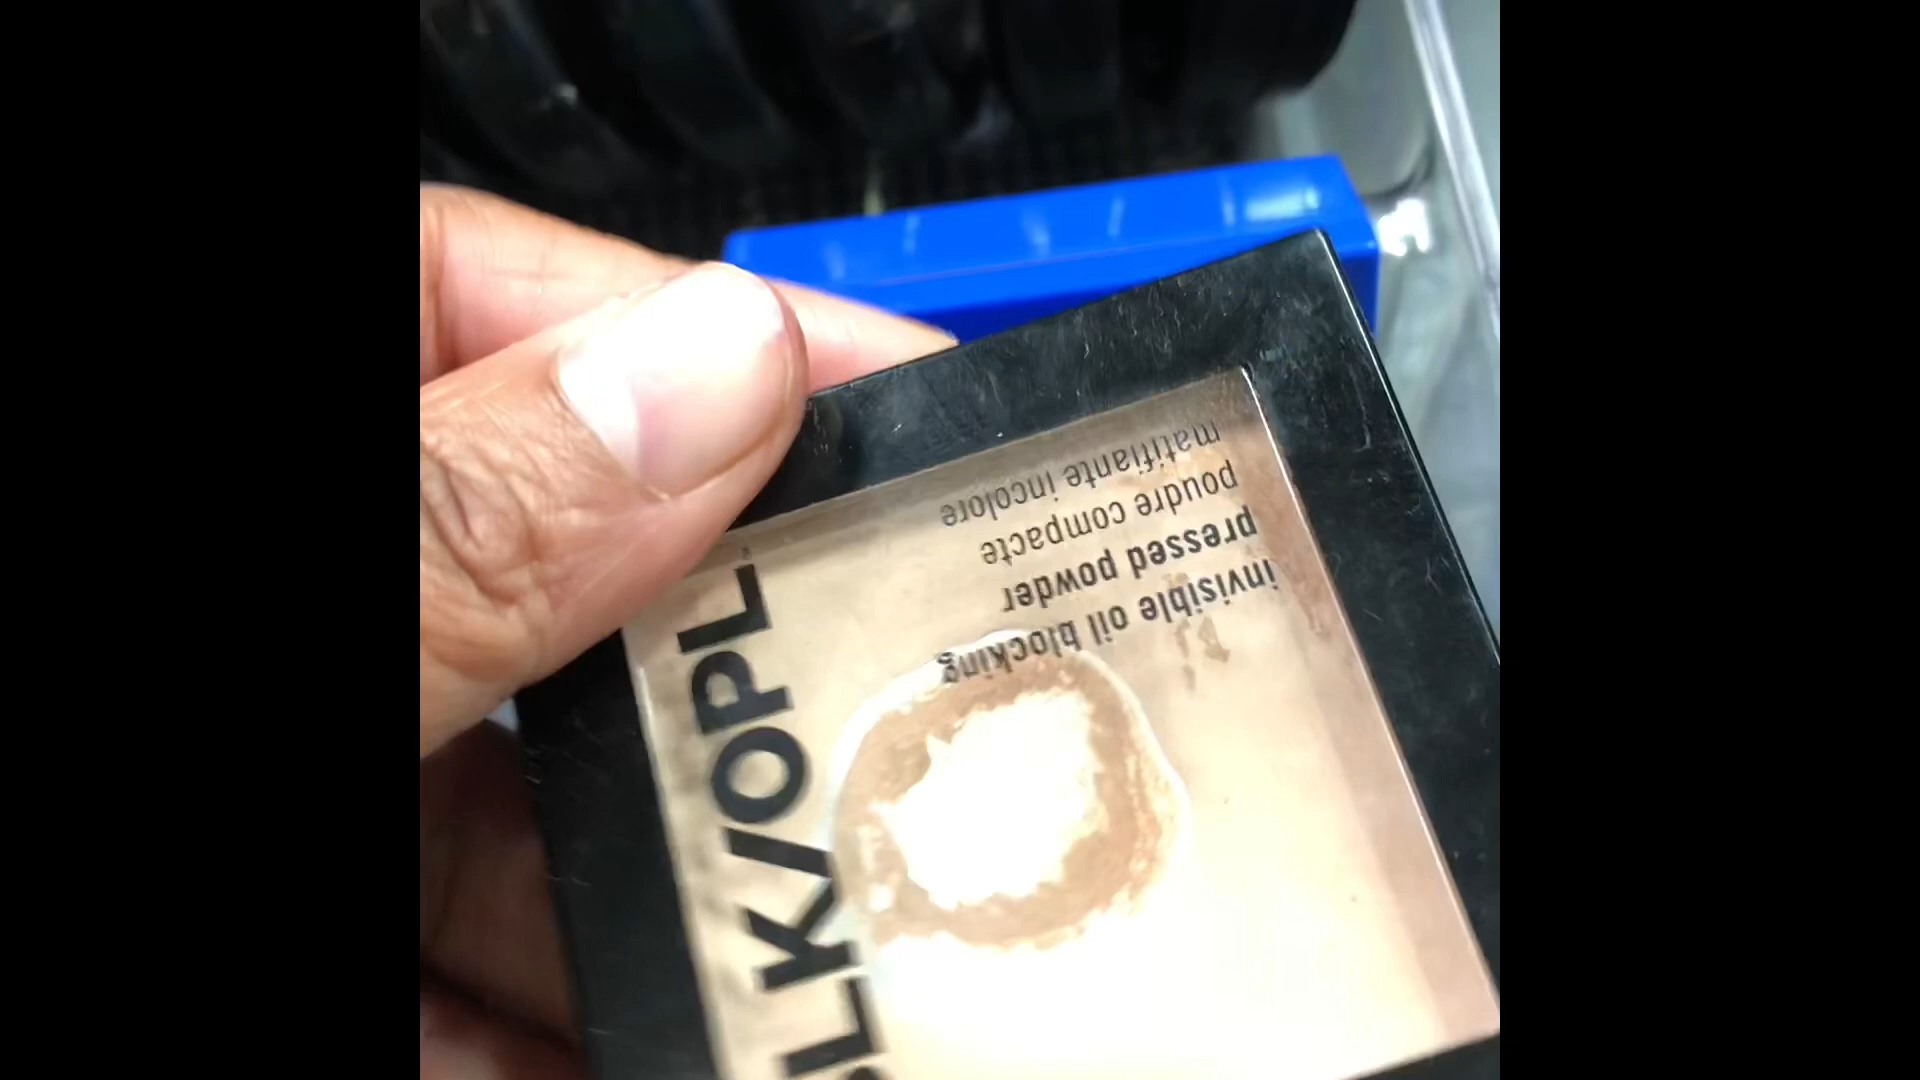 BLK/OPL
invisible oil blocking
pressed powder
poudre compacte
matifiante incolore